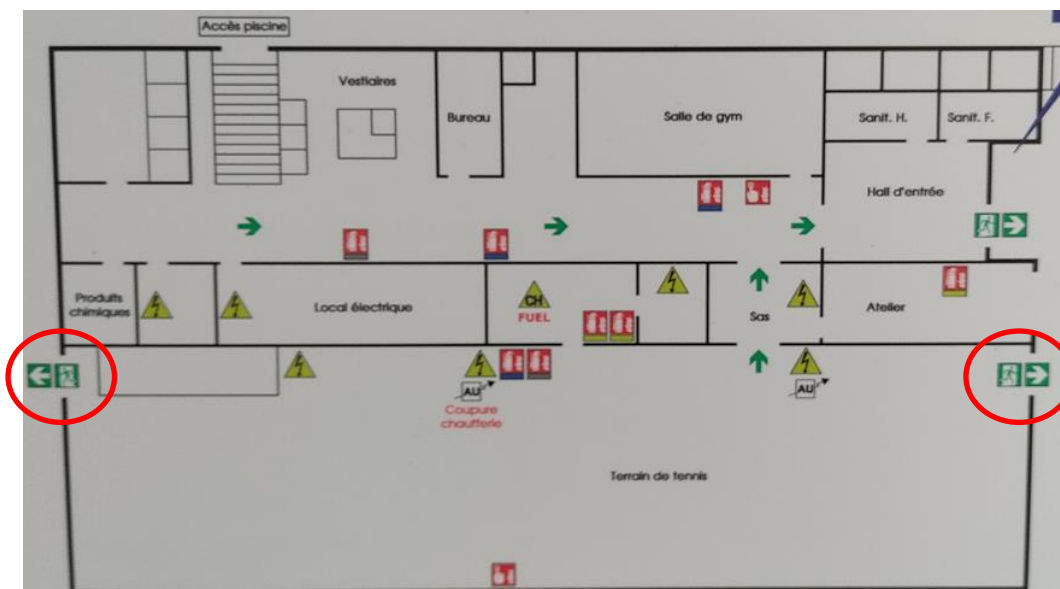 Accès piscine
Vestiaires
Bureau
Salle de gym
Sanit. H.
Sanit. F.
Hall d'entrée
Produits
chimiques
Local électrique
CH
FUEL
Sas
Atelier
AU
Coupure
chaufferie
AU
Terrain de tennis